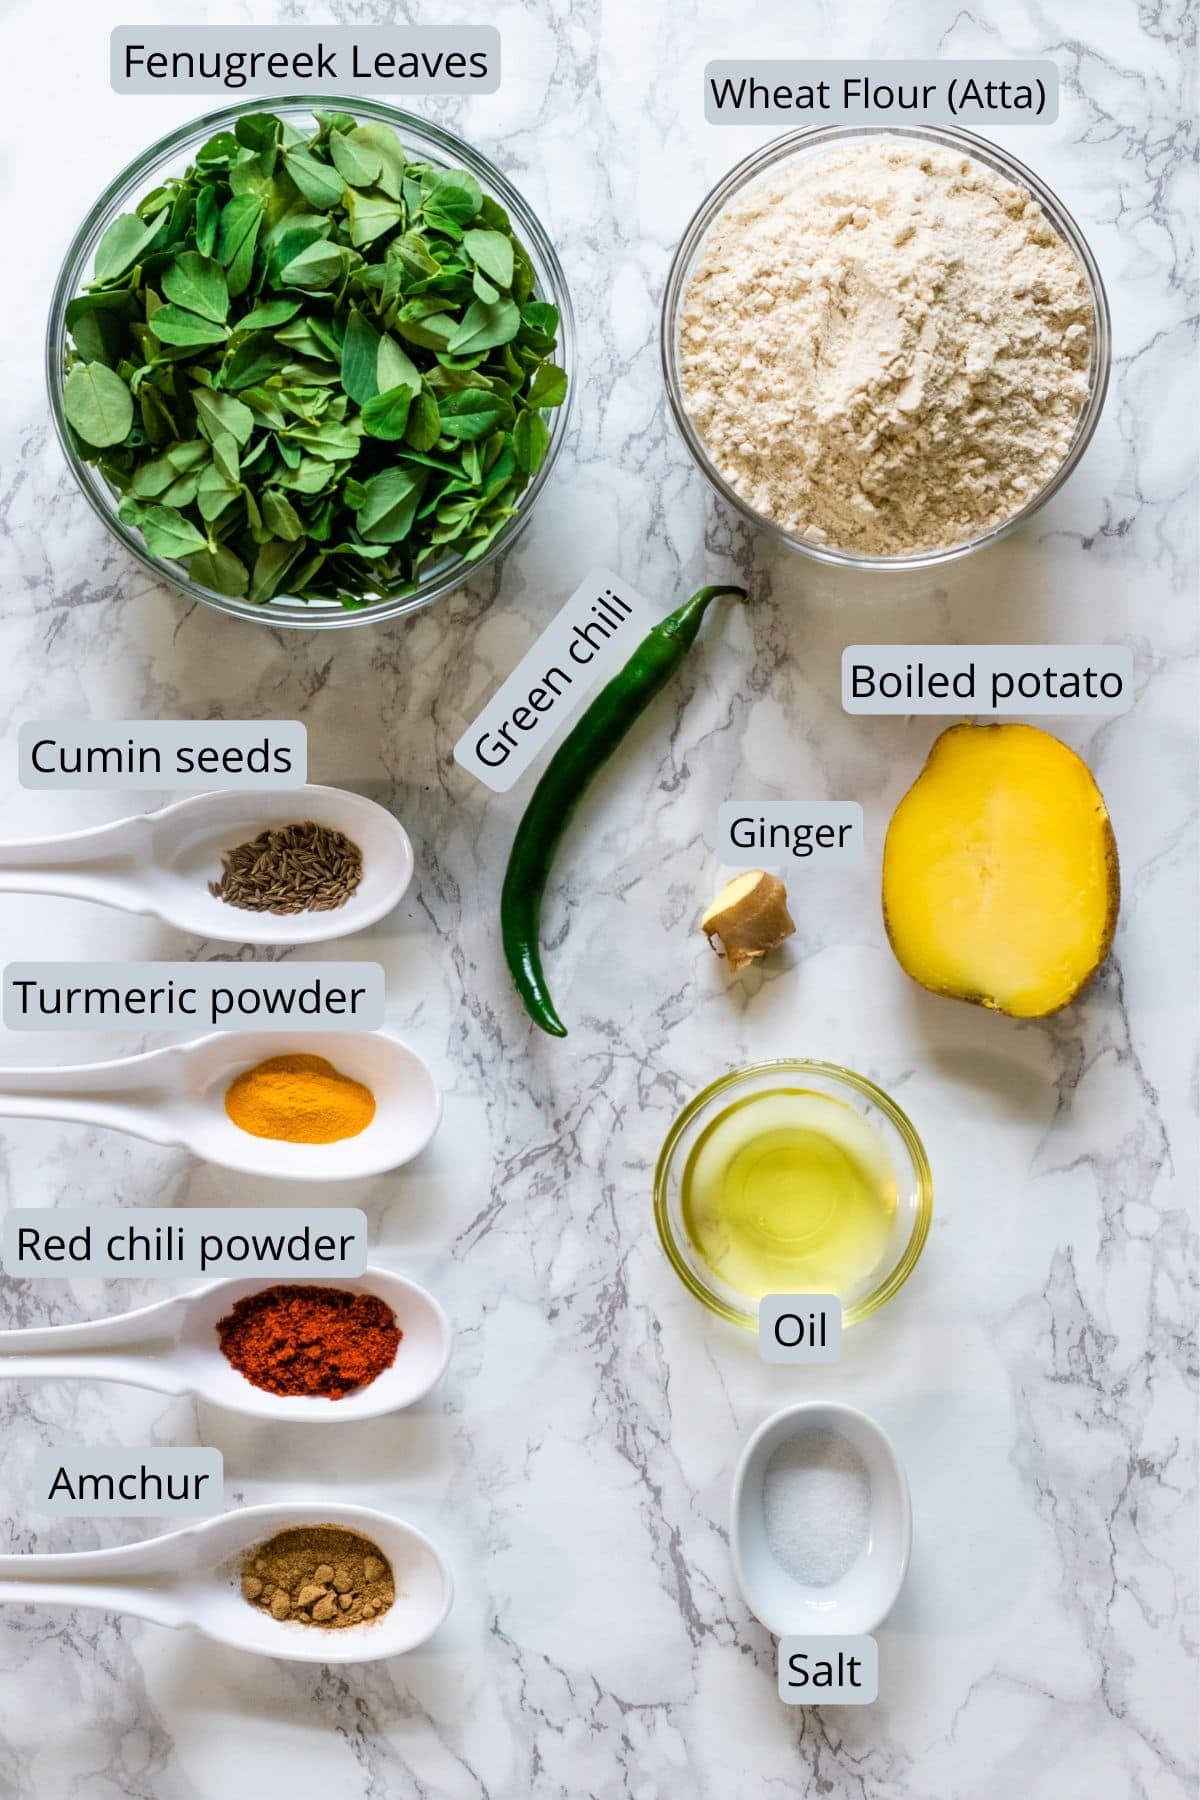 Fenugreek Leaves
Wheat Flour (Atta)
Green chili
Boiled potato
Cumin seeds
Ginger
Turmeric powder
Red chili powder
Oil
Amchur
Salt